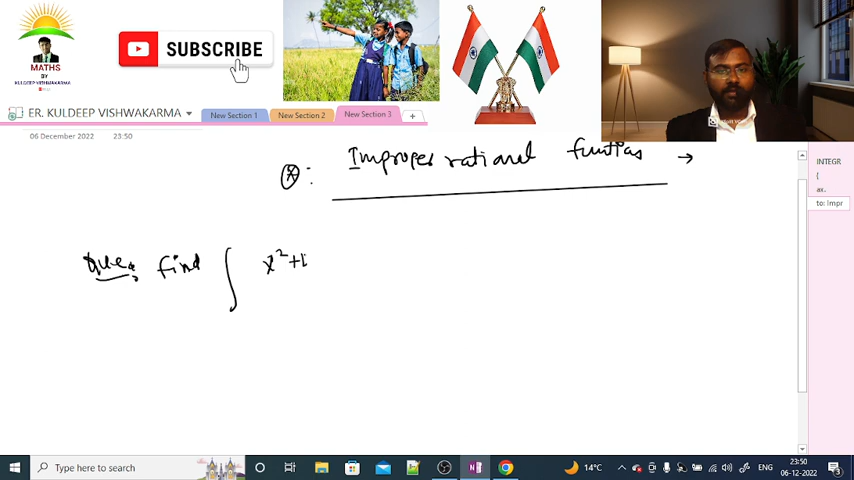 MATHS
BY
KULDEEP VISHWAKARMA
SUBSCRIBE
ER. KULDEEP VISHWAKARMA
New Section 1
New Section 2
New Section 3
+
06 December 2022 23:50
Improper rational funtias →
INTEGR
{
ax.
to: Impr
Que find ∫ x²+1
Type here to search
14°C
ENG
23:50
06-12-2022
3